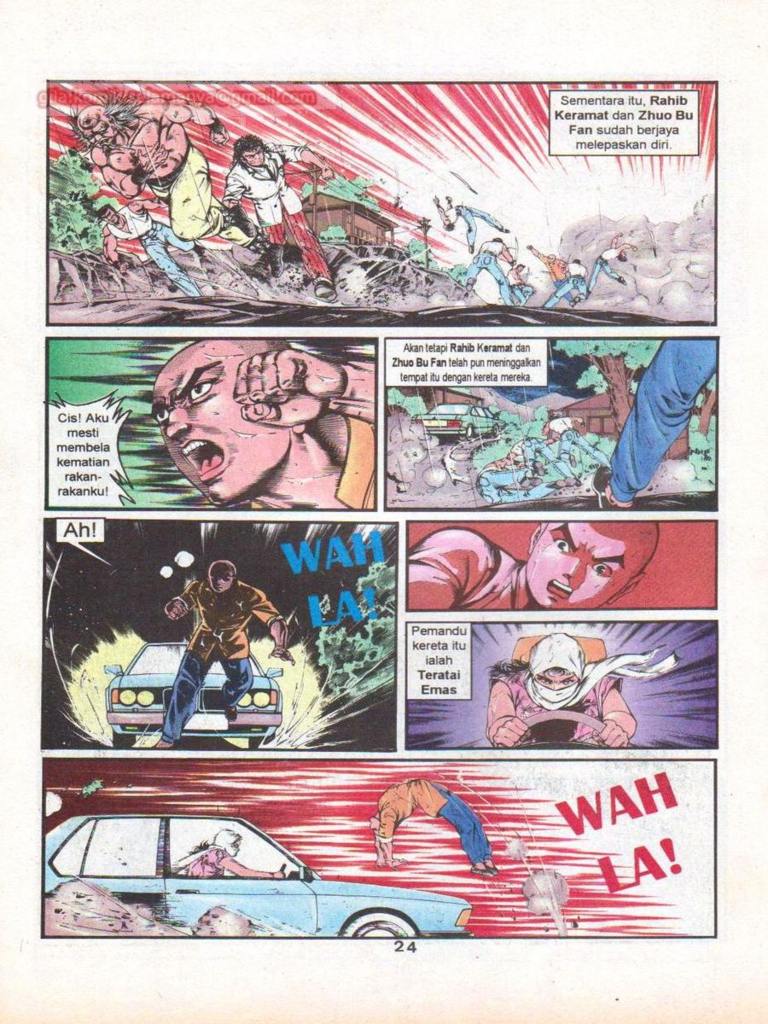 Sementara itu, Rahib
Keramat dan Zhuo Bu
Fan sudah berjaya
melepaskan diri.
Cis! Aku
mesti
membela
kematian
rakan-
rakanku!
Akan tetapi Rahib Keramat dan
Zhuo Bu Fan telah pun meninggalkan
tempat itu dengan kereta mereka.
Ah!
WAH
LA!
Pemandu
kereta itu
ialah
Teratai
Emas
WAH
LA!
24